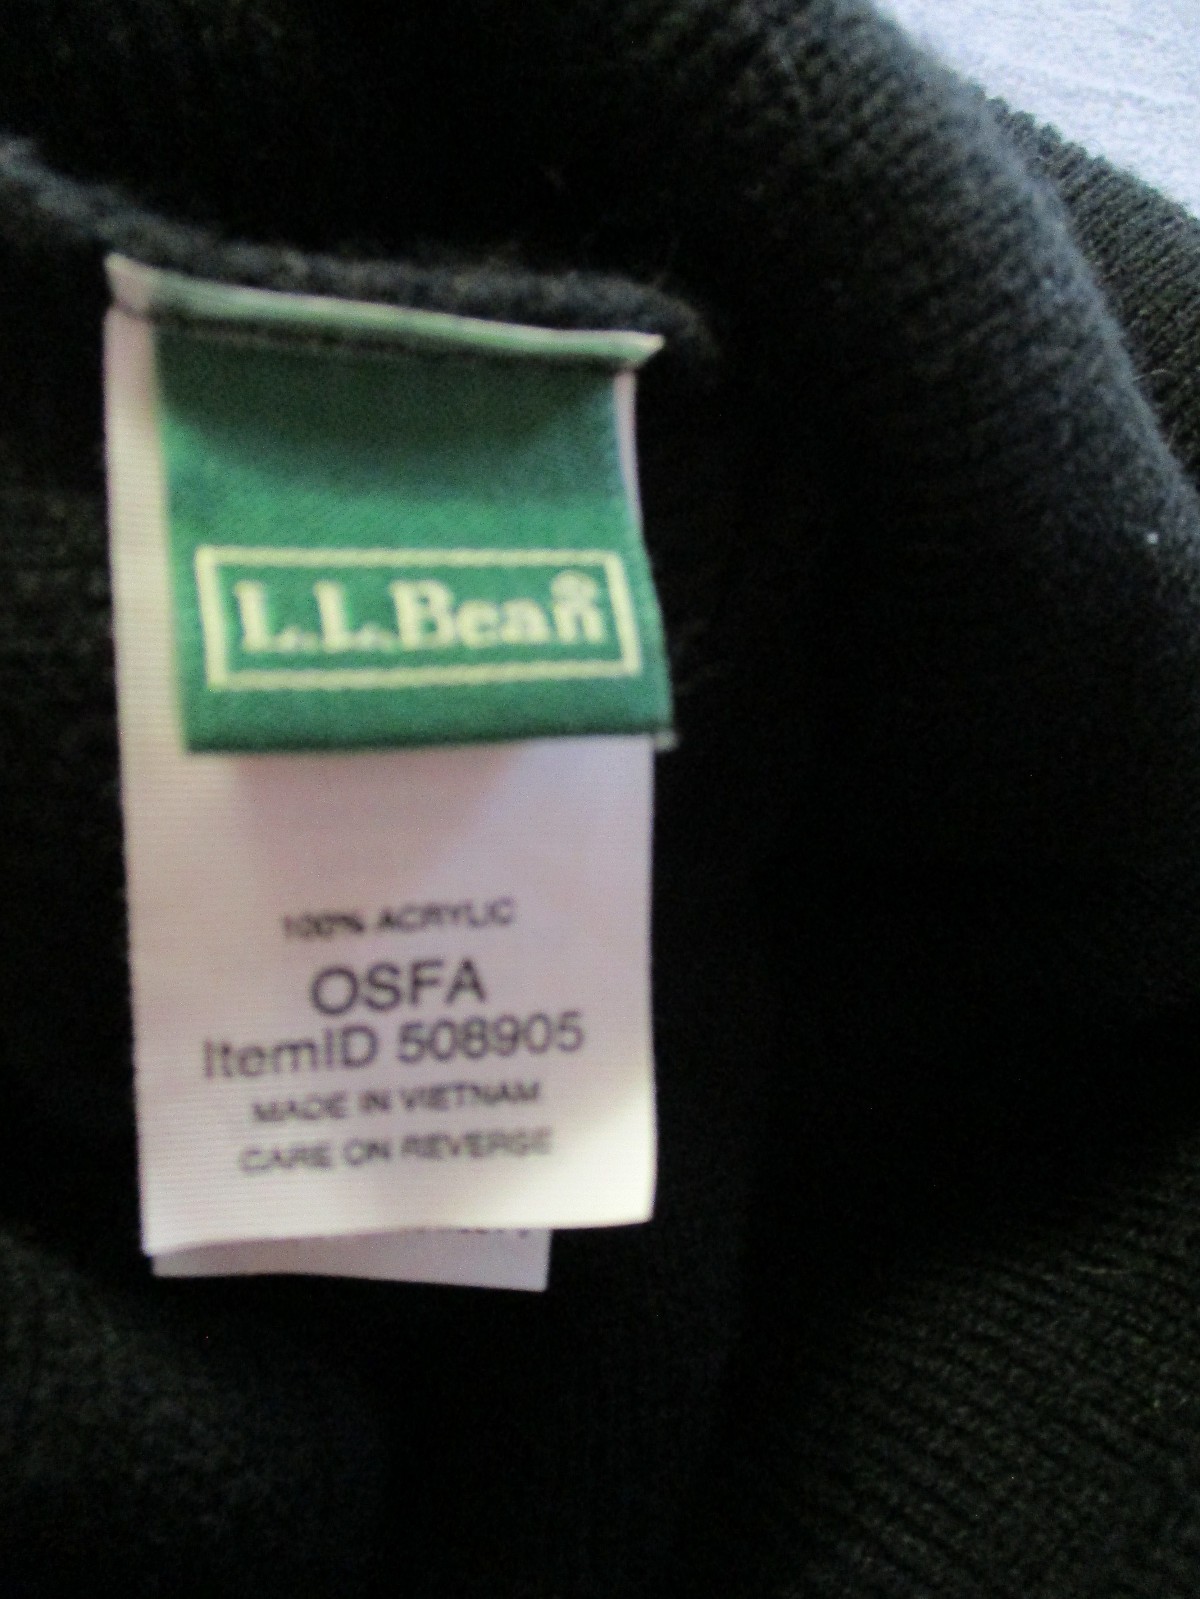 L.L.Bean®
100% ACRYLIC
OSFA
ItemID 508905
MADE IN VIETNAM
CARE ON REVERSE